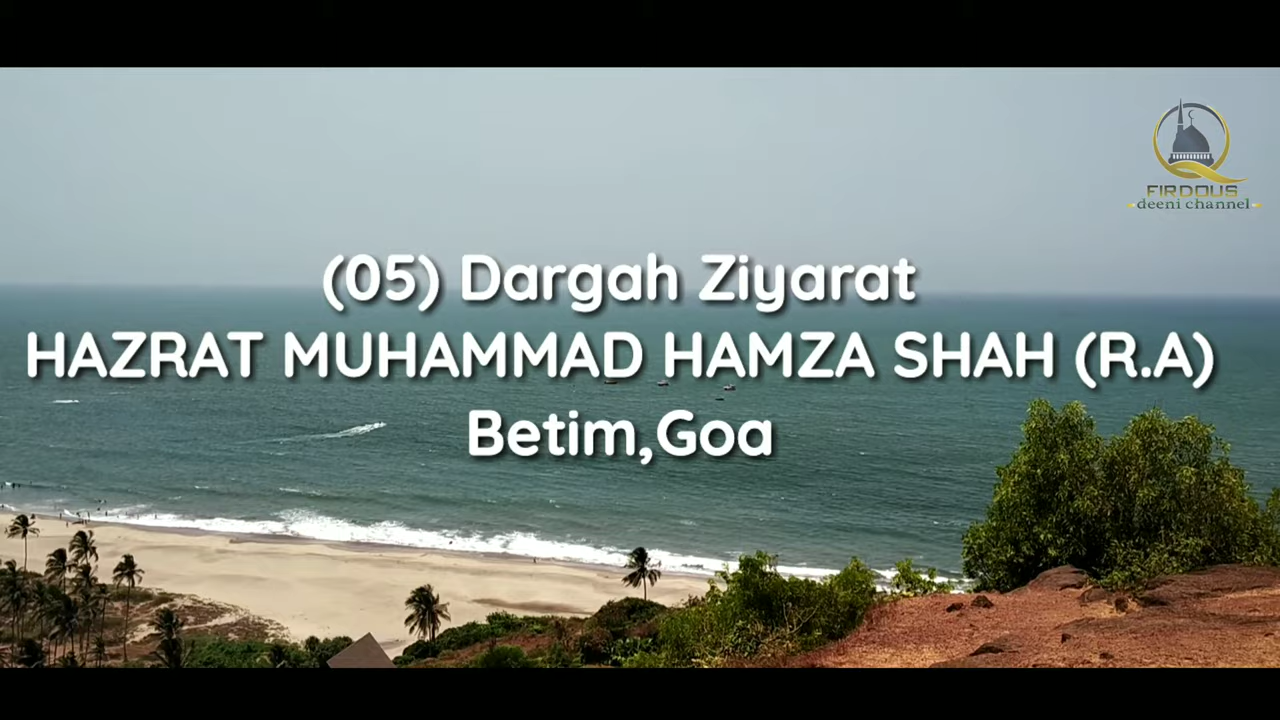 FIRDOUS
deeni channel
(05) Dargah Ziyarat
HAZRAT MUHAMMAD HAMZA SHAH (R.A)
Betim,Goa